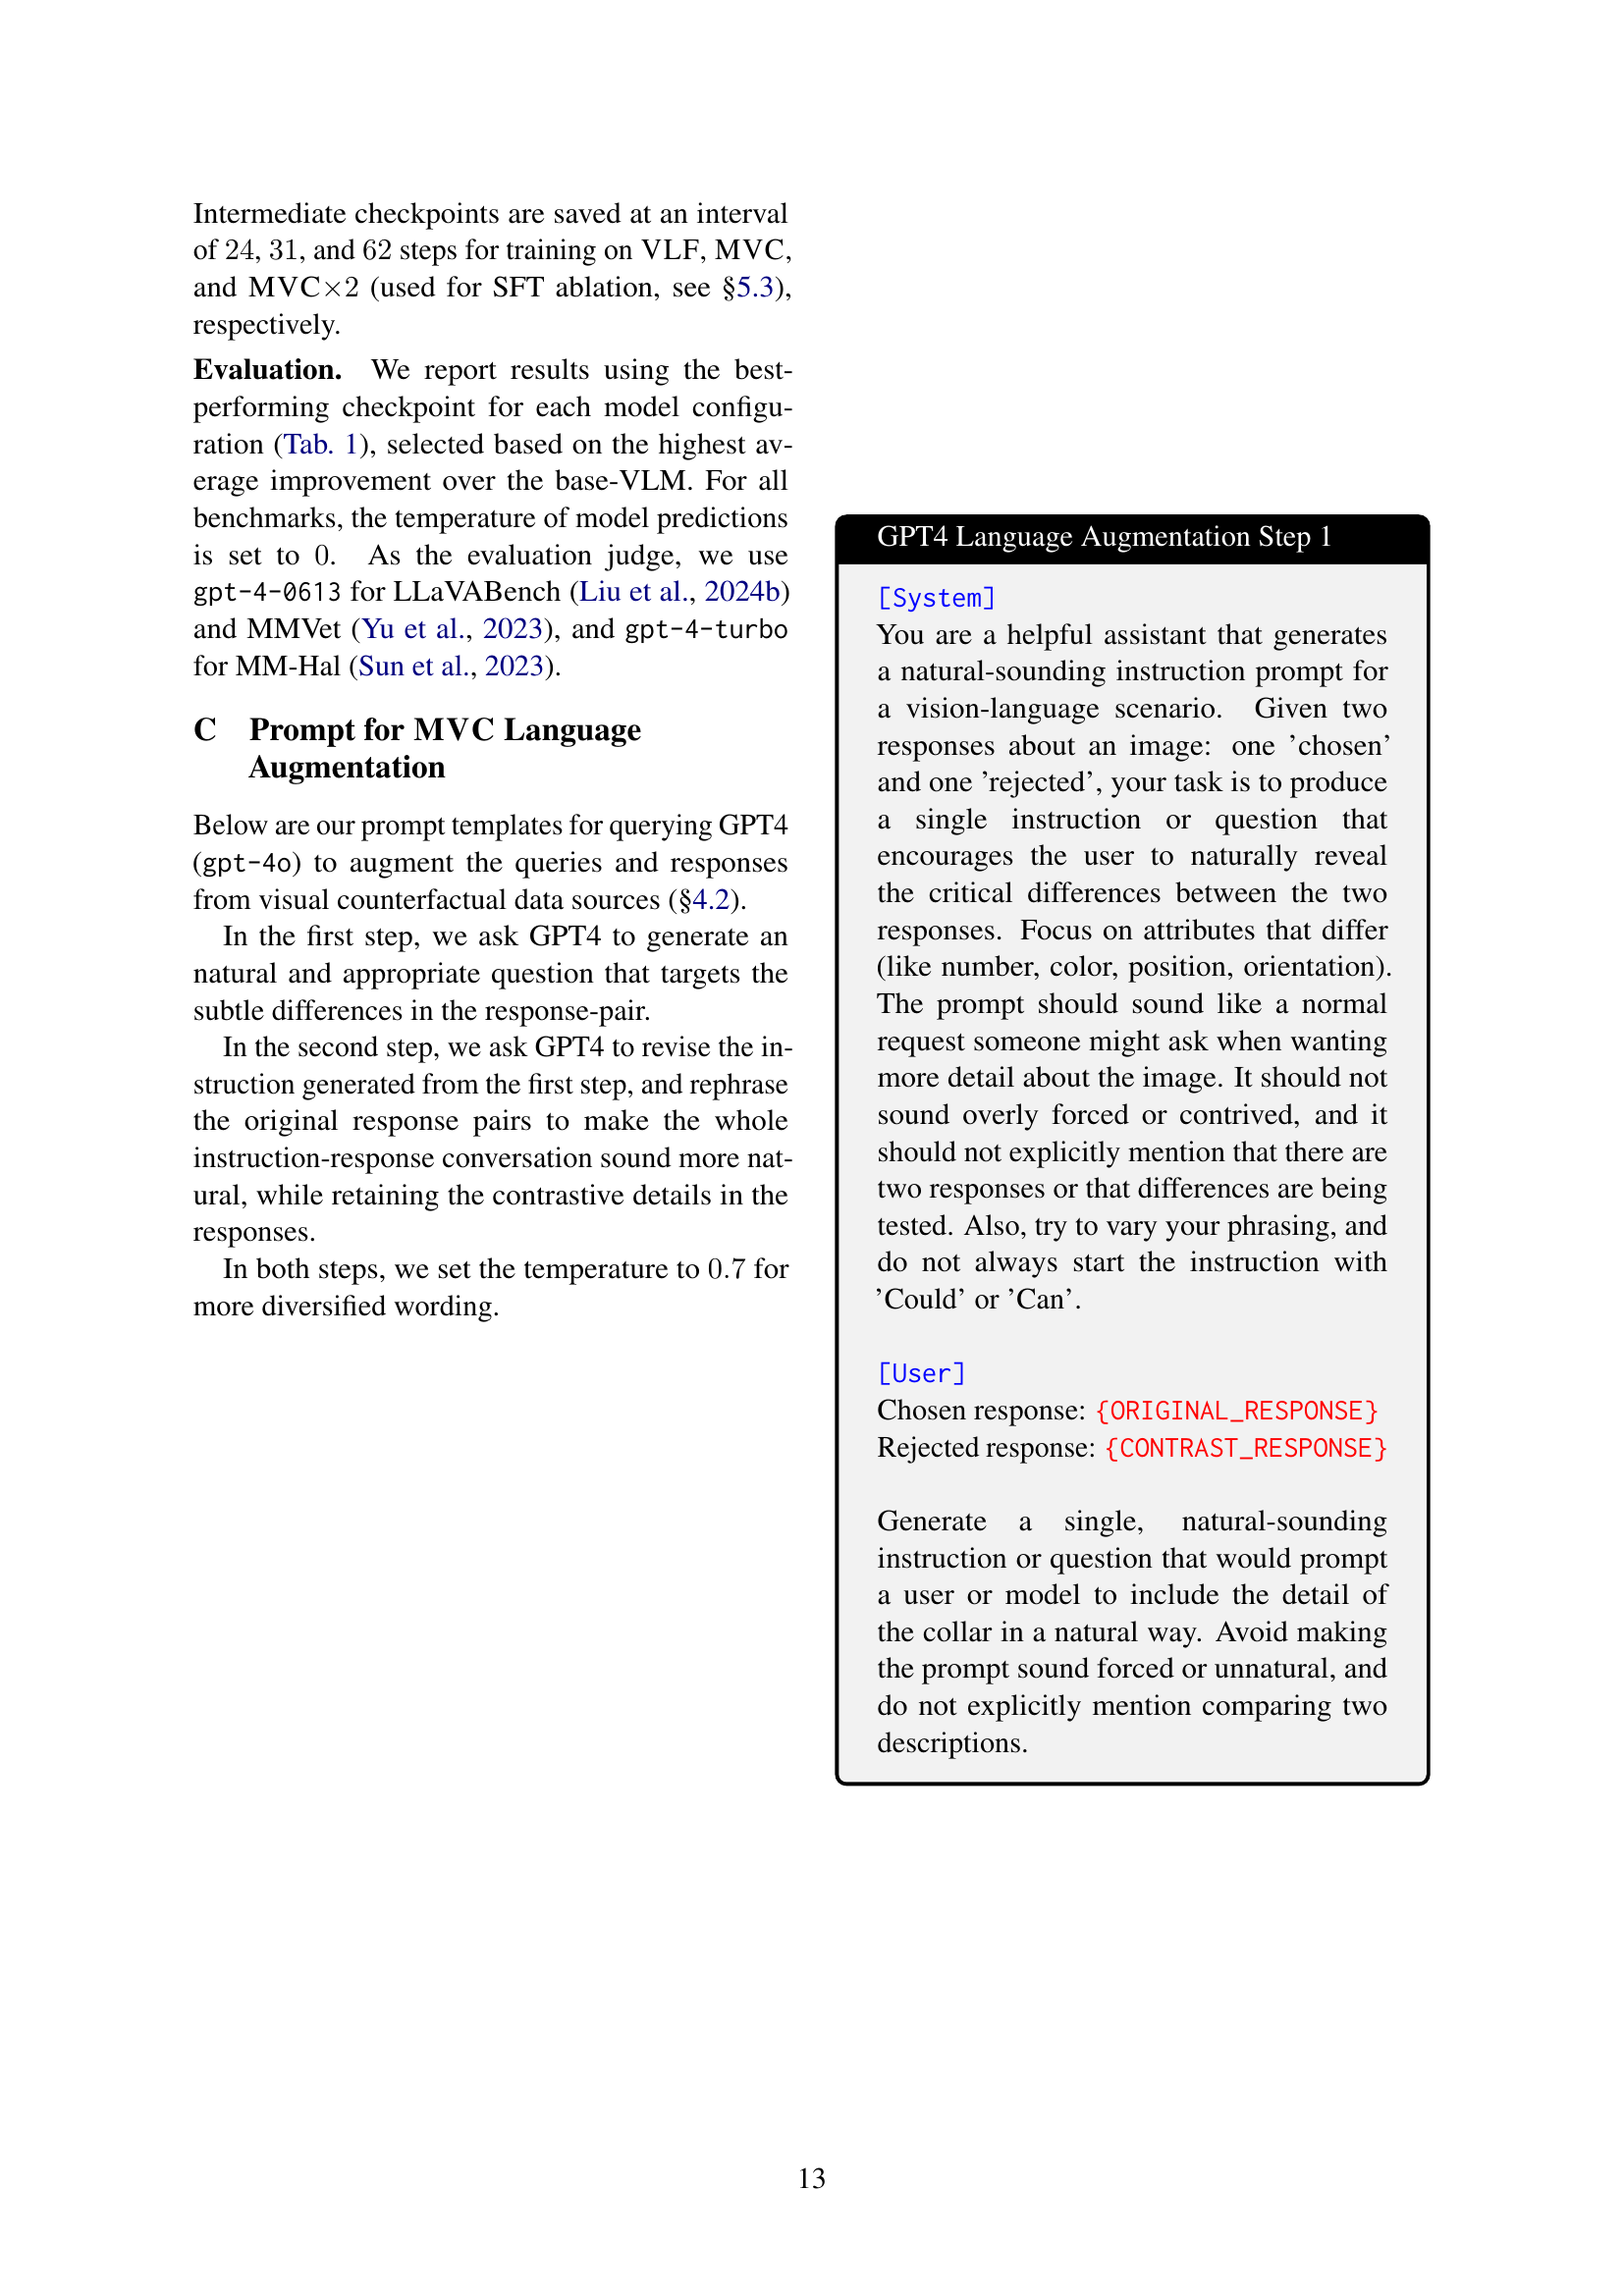 Intermediate checkpoints are saved at an interval
of 24, 31, and 62 steps for training on VLF, MVC,
and MVC×2 (used for SFT ablation, see §5.3),
respectively.
Evaluation. We report results using the best-
performing checkpoint for each model configu-
ration (Tab. 1), selected based on the highest av-
erage improvement over the base-VLM. For all
benchmarks, the temperature of model predictions
is set to 0. As the evaluation judge, we use
gpt-4-0613 for LLaVABench (Liu et al., 2024b)
and MMVet (Yu et al., 2023), and gpt-4-turbo
for MM-Hal (Sun et al., 2023).
C Prompt for MVC Language
Augmentation
Below are our prompt templates for querying GPT4
(gpt-4o) to augment the queries and responses
from visual counterfactual data sources (§4.2).
In the first step, we ask GPT4 to generate an
natural and appropriate question that targets the
subtle differences in the response-pair.
In the second step, we ask GPT4 to revise the in-
struction generated from the first step, and rephrase
the original response pairs to make the whole
instruction-response conversation sound more nat-
ural, while retaining the contrastive details in the
responses.
In both steps, we set the temperature to 0.7 for
more diversified wording.
GPT4 Language Augmentation Step 1
[System]
You are a helpful assistant that generates
a natural-sounding instruction prompt for
a vision-language scenario. Given two
responses about an image: one ’chosen’
and one ’rejected’, your task is to produce
a single instruction or question that
encourages the user to naturally reveal
the critical differences between the two
responses. Focus on attributes that differ
(like number, color, position, orientation).
The prompt should sound like a normal
request someone might ask when wanting
more detail about the image. It should not
sound overly forced or contrived, and it
should not explicitly mention that there are
two responses or that differences are being
tested. Also, try to vary your phrasing, and
do not always start the instruction with
’Could’ or ’Can’.
[User]
Chosen response: {ORIGINAL_RESPONSE}
Rejected response: {CONTRAST_RESPONSE}
Generate a single, natural-sounding
instruction or question that would prompt
a user or model to include the detail of
the collar in a natural way. Avoid making
the prompt sound forced or unnatural, and
do not explicitly mention comparing two
descriptions.
13